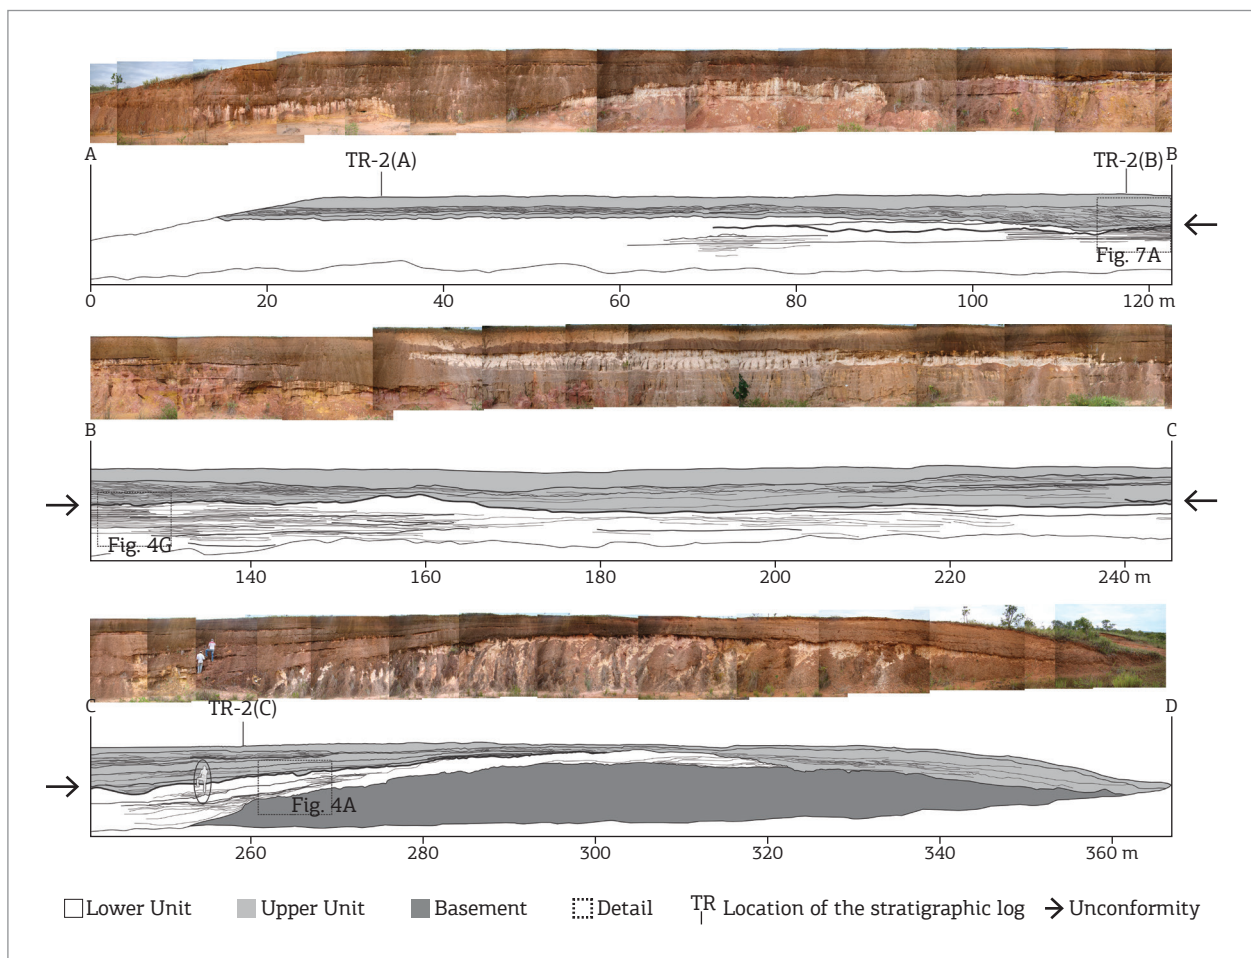 A
TR-2(A)
TR-2(B)
B
Fig. 7A
0 20 40 60 80 100 120 m
B
C
Fig. 4G
140 160 180 200 220 240 m
C
TR-2(C)
D
Fig. 4A
260 280 300 320 340 360 m
Lower Unit Upper Unit Basement Detail TR Location of the stratigraphic log Unconformity